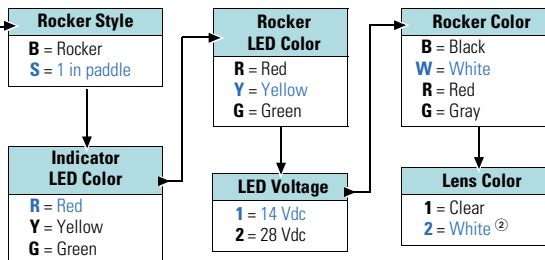 Rocker Style
B = Rocker
S = 1 in paddle
Indicator
LED Color
R = Red
Y = Yellow
G = Green
Rocker
LED Color
R = Red
Y = Yellow
G = Green
LED Voltage
1 = 14 Vdc
2 = 28 Vdc
Rocker Color
B = Black
W = White
R = Red
G = Gray
Lens Color
1 = Clear
2 = White ②